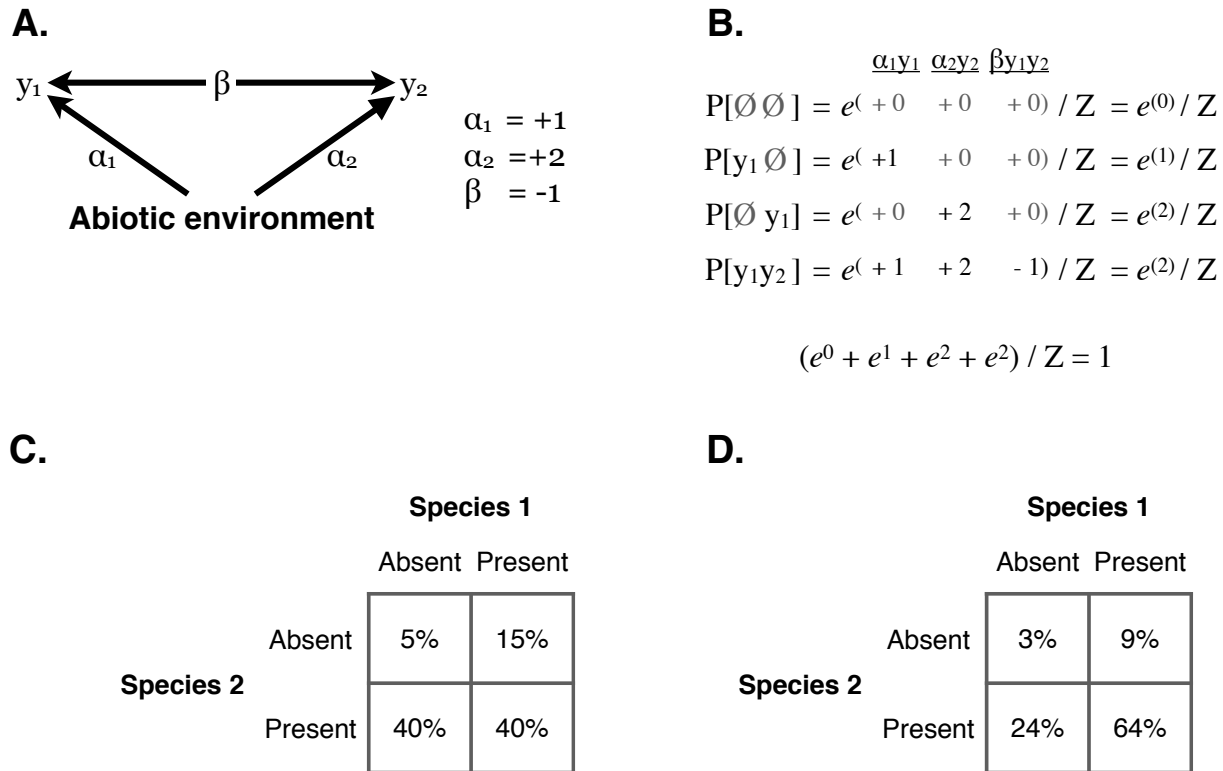 A.
y₁ β y₂
α₁ α₂
Abiotic environment
α₁ = +1
α₂ =+2
β = -1
B.
α₁y₁ α₂y₂ βy₁y₂
P[Ø Ø ] = e( + 0 + 0 + 0) / Z = e⁽⁰⁾ / Z
P[y₁ Ø ] = e( +1 + 0 + 0) / Z = e⁽¹⁾ / Z
P[Ø y₁] = e( + 0 + 2 + 0) / Z = e⁽²⁾ / Z
P[y₁y₂ ] = e( + 1 + 2 - 1) / Z = e⁽²⁾ / Z
(e⁰ + e¹ + e² + e²) / Z = 1
C.
Species 1
Absent Present
Absent 5% 15%
Species 2
Present 40% 40%
D.
Species 1
Absent Present
Absent 3% 9%
Species 2
Present 24% 64%